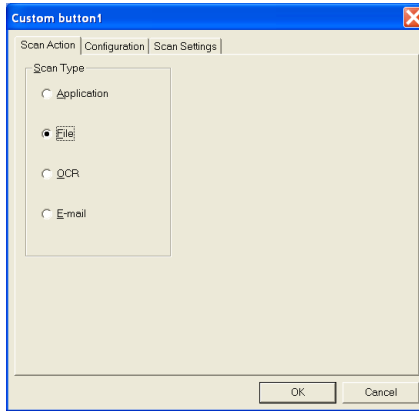 Custom button1
Scan Action Configuration Scan Settings
Scan Type
Application
File
OCR
E-mail
OK Cancel